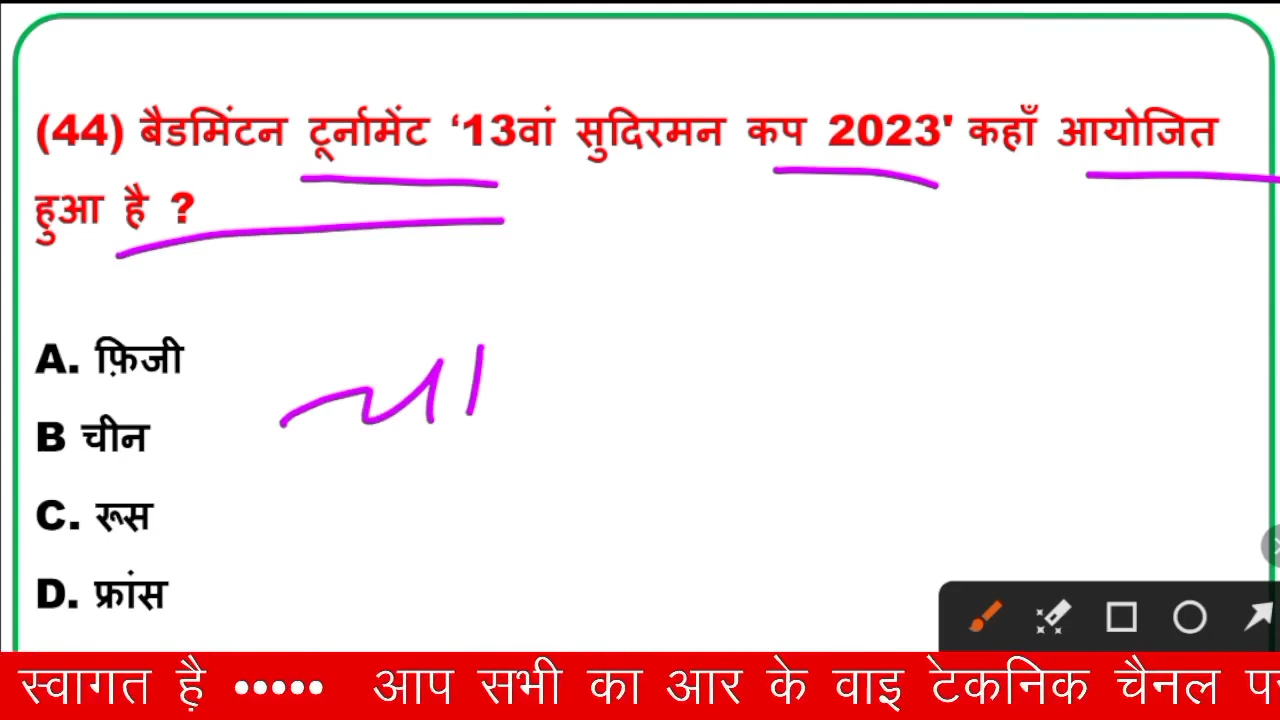 (44) बैडमिंटन टूर्नामेंट ‘13वां सुदिरमन कप 2023' कहाँ आयोजित
हुआ है ?
A. फ़िजी
B चीन
C. रूस
D. फ्रांस
स्वागत है ••••• आप सभी का आर के वाइ टेकनिक चैनल